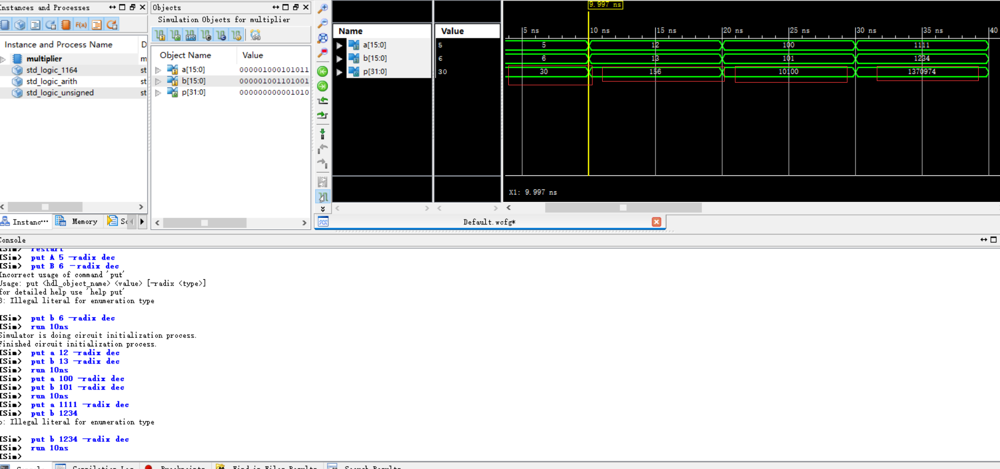 Instances and Processes
Instance and Process Name
D
multiplier
m
std_logic_1164
st
std_logic_arith
st
std_logic_unsigned
st
Instanc···
Memory
Objects
Simulation Objects for multiplier
Object Name
Value
a[15:0]
000001000101011
b[15:0]
000001001101001
p[31:0]
000000000001010
Name
Value
a[15:0]
5
b[15:0]
6
p[31:0]
30
9.997 ns
5 ns
10 ns
15 ns
20 ns
25 ns
30 ns
35 ns
40
5
12
100
1111
6
13
101
1234
30
156
10100
1370974
X1: 9.997 ns
Default.wcfg*
Console
ISim> restart
ISim> put A 5 -radix dec
ISim> put B 6 -radix dec
Incorrect usage of command 'put'
Usage: put <hdl_object_name> <value> [-radix <type>]
for detailed help use 'help put'
: Illegal literal for enumeration type
ISim> put b 6 -radix dec
ISim> run 10ns
Simulator is doing circuit initialization process.
Finished circuit initialization process.
ISim> put a 12 -radix dec
ISim> put b 13 -radix dec
ISim> run 10ns
ISim> put a 100 -radix dec
ISim> put b 101 -radix dec
ISim> run 10ns
ISim> put a 1111 -radix dec
ISim> put b 1234
: Illegal literal for enumeration type
ISim> put b 1234 -radix dec
ISim> run 10ns
ISim>
Console
Compilation Log
Breakpoints
Find in Files Results
Search Results